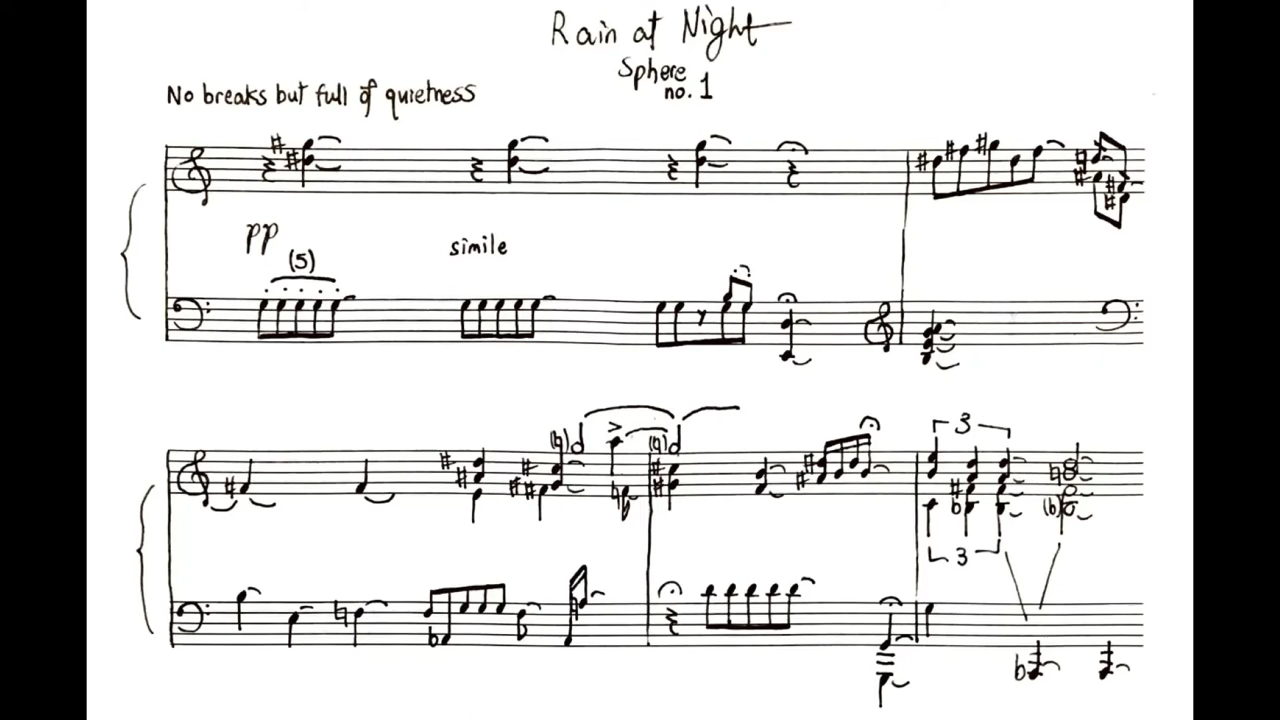 Rain at Night
Sphere
no. 1
No breaks but full of quietness
pp
simile
(5)
3
3